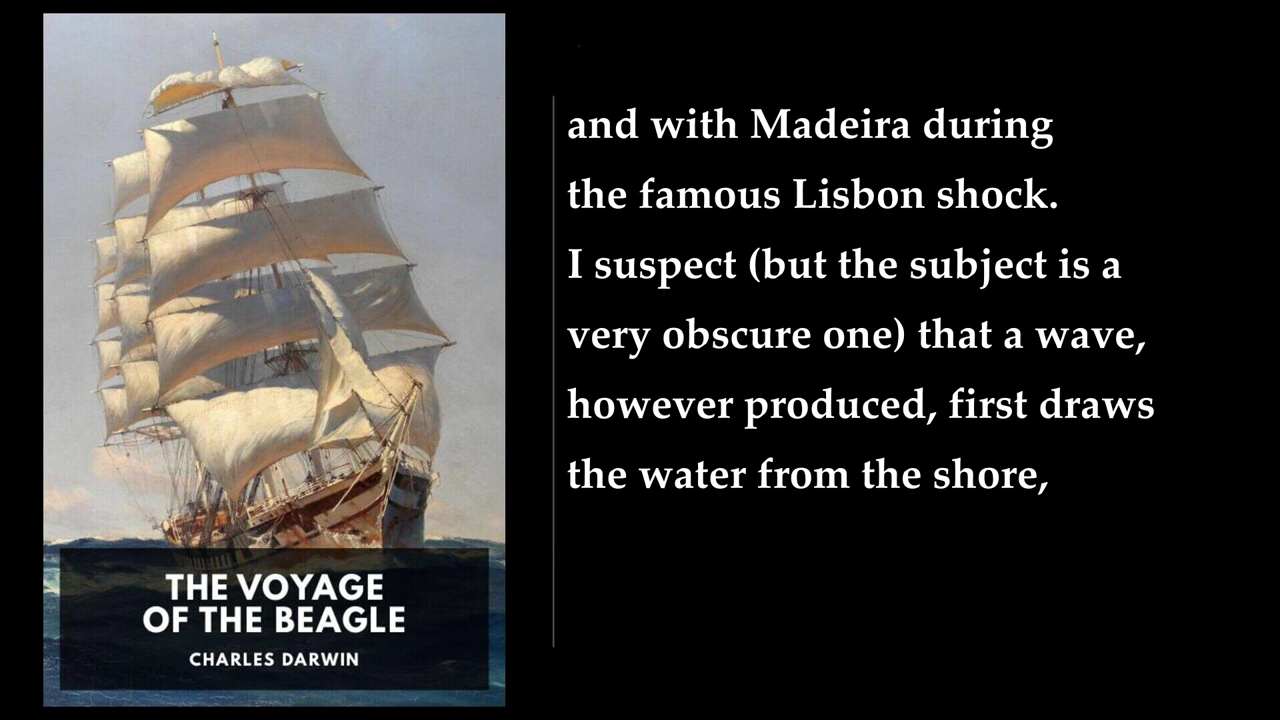 THE VOYAGE
OF THE BEAGLE
CHARLES DARWIN
and with Madeira during
the famous Lisbon shock.
I suspect (but the subject is a
very obscure one) that a wave,
however produced, first draws
the water from the shore,